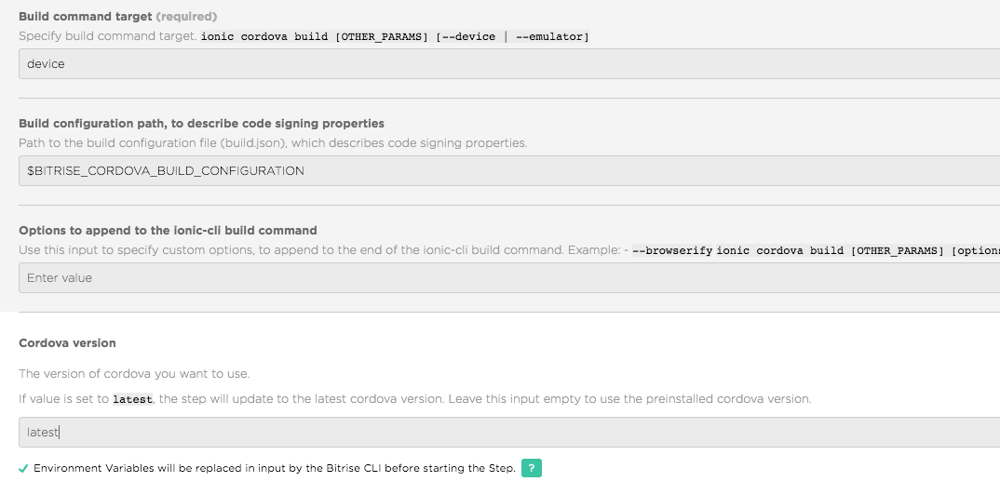 Build command target (required)
Specify build command target. ionic cordova build [OTHER_PARAMS] [--device | --emulator]
device
Build configuration path, to describe code signing properties
Path to the build configuration file (build.json), which describes code signing properties.
$BITRISE_CORDOVA_BUILD_CONFIGURATION
Options to append to the ionic-cli build command
Use this input to specify custom options, to append to the end of the ionic-cli build command. Example: - --browserify ionic cordova build [OTHER_PARAMS] [options
Enter value
Cordova version
The version of cordova you want to use.
If value is set to latest, the step will update to the latest cordova version. Leave this input empty to use the preinstalled cordova version.
latest
Environment Variables will be replaced in input by the Bitrise CLI before starting the Step. ?